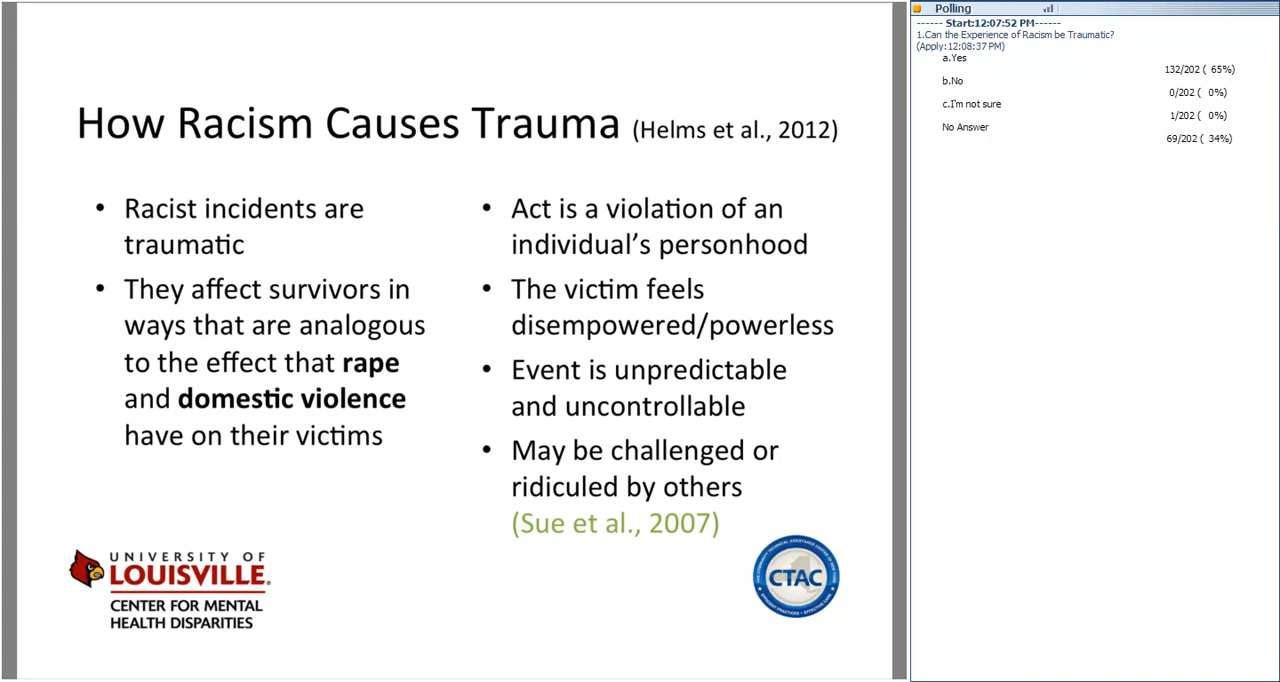 How Racism Causes Trauma (Helms et al., 2012)
• Racist incidents are
traumatic
• They affect survivors in
ways that are analogous
to the effect that rape
and domestic violence
have on their victims
• Act is a violation of an
individual's personhood
• The victim feels
disempowered/powerless
• Event is unpredictable
and uncontrollable
• May be challenged or
ridiculed by others
(Sue et al., 2007)
UNIVERSITY OF
LOUISVILLE.
CENTER FOR MENTAL
HEALTH DISPARITIES
CTAC
Polling
------ Start:12:07:52 PM------
1.Can the Experience of Racism be Traumatic?
(Apply:12:08:37 PM)
a.Yes
132/202 ( 65%)
b.No
0/202 ( 0%)
c.I'm not sure
1/202 ( 0%)
No Answer
69/202 ( 34%)